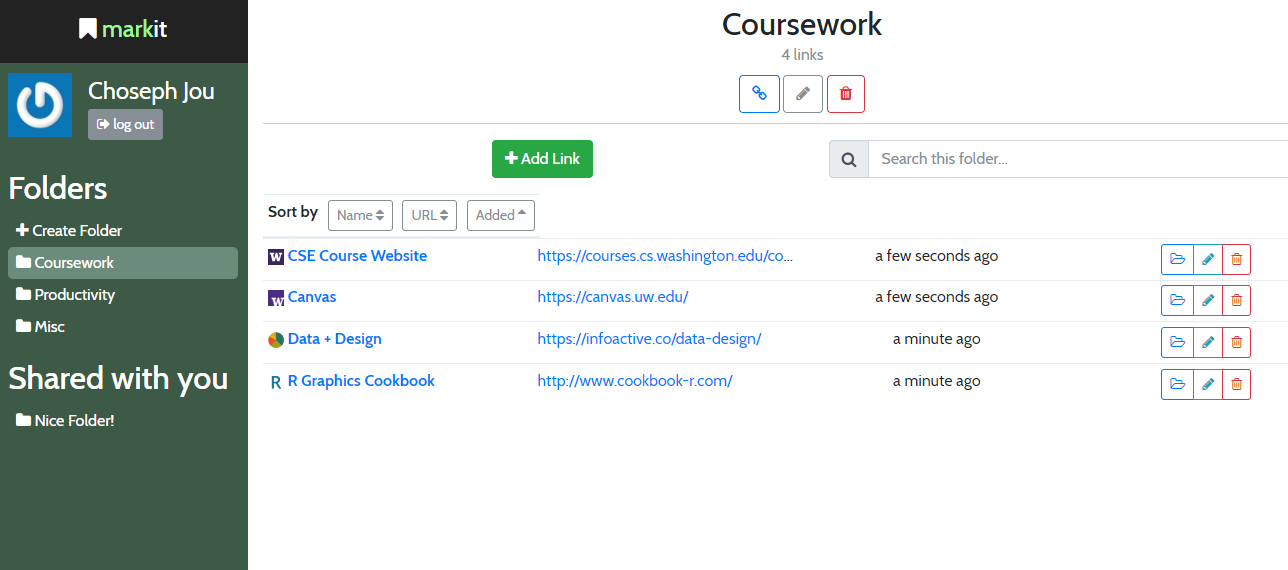 markit
Choseph Jou
log out
Folders
Create Folder
Coursework
Productivity
Misc
Shared with you
Nice Folder!
Coursework
4 links
Add Link
Search this folder...
Sort by Name URL Added
W CSE Course Website https://courses.cs.washington.edu/co... a few seconds ago
W Canvas https://canvas.uw.edu/ a few seconds ago
Data + Design https://infoactive.co/data-design/ a minute ago
R R Graphics Cookbook http://www.cookbook-r.com/ a minute ago